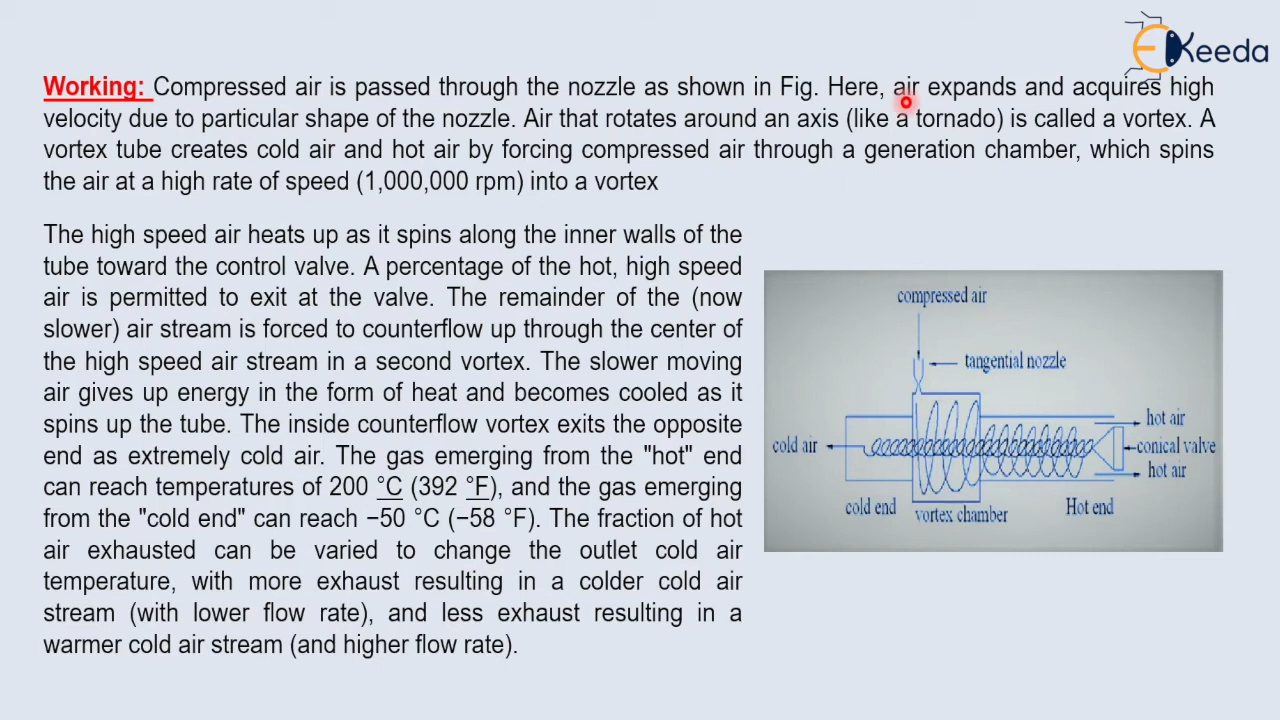 EKeeda
Working: Compressed air is passed through the nozzle as shown in Fig. Here, air expands and acquires high
velocity due to particular shape of the nozzle. Air that rotates around an axis (like a tornado) is called a vortex. A
vortex tube creates cold air and hot air by forcing compressed air through a generation chamber, which spins
the air at a high rate of speed (1,000,000 rpm) into a vortex
The high speed air heats up as it spins along the inner walls of the
tube toward the control valve. A percentage of the hot, high speed
air is permitted to exit at the valve. The remainder of the (now
slower) air stream is forced to counterflow up through the center of
the high speed air stream in a second vortex. The slower moving
air gives up energy in the form of heat and becomes cooled as it
spins up the tube. The inside counterflow vortex exits the opposite
end as extremely cold air. The gas emerging from the "hot" end
can reach temperatures of 200 °C (392 °F), and the gas emerging
from the "cold end" can reach −50 °C (−58 °F). The fraction of hot
air exhausted can be varied to change the outlet cold air
temperature, with more exhaust resulting in a colder cold air
stream (with lower flow rate), and less exhaust resulting in a
warmer cold air stream (and higher flow rate).
compressed air
tangential nozzle
hot air
cold air
conical valve
hot air
cold end
vortex chamber
Hot end